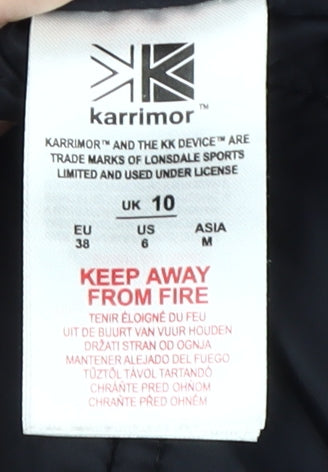 karrimor™
KARRIMOR™ AND THE KK DEVICE™ ARE
TRADE MARKS OF LONSDALE SPORTS
LIMITED AND USED UNDER LICENSE
UK 10
EU US ASIA
38 6 M
KEEP AWAY
FROM FIRE
TENIR ÉLOIGNÉ DU FEU
UIT DE BUURT VAN VUUR HOUDEN
DRŽATI STRAN OD OGNJA
MANTENER ALEJADO DEL FUEGO
TŰZTŐL TÁVOL TARTANDÓ
CHRÁŇTE PRED OHŇOM
CHRAŇTE PŘED OHNĚM